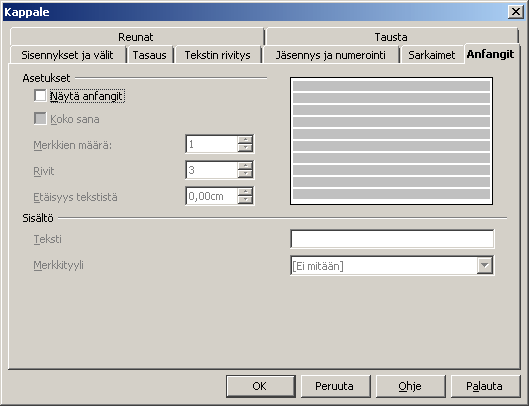 Kappale
Reunat Tausta
Sisennykset ja välit Tasaus Tekstin rivitys Jäsennys ja numerointi Sarkaimet Anfangit
Asetukset
Näytä anfangit
Koko sana
Merkkien määrä: 1
Rivit 3
Etäisyys tekstistä 0,00cm
Sisältö
Teksti
Merkkityyli [Ei mitään]
OK Peruuta Ohje Palauta